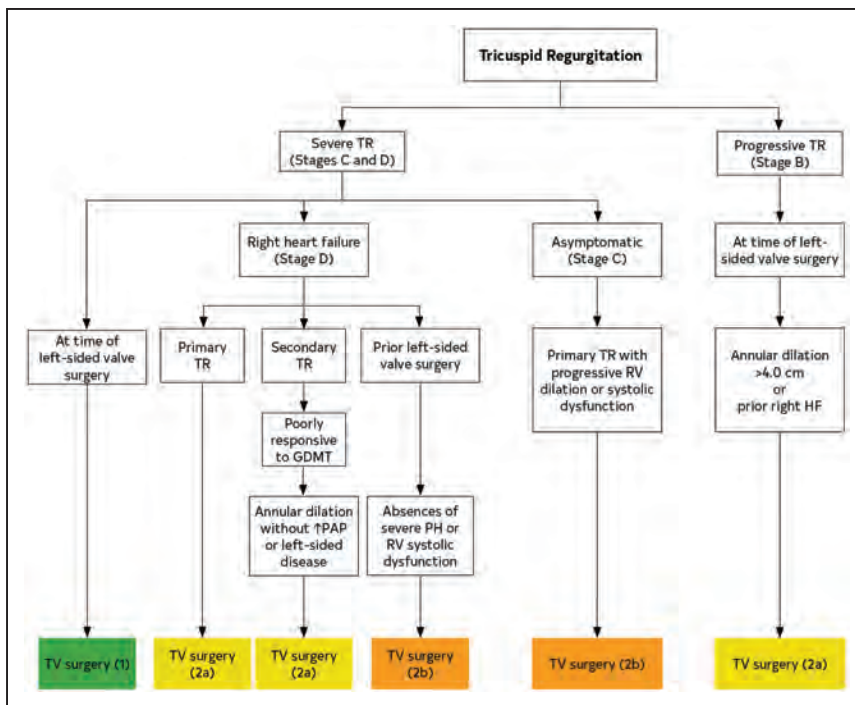 Tricuspid Regurgitation
Severe TR
(Stages C and D)
Progressive TR
(Stage B)
Right heart failure
(Stage D)
Asymptomatic
(Stage C)
At time of left-
sided valve surgery
At time of
left-sided valve
surgery
Primary
TR
Secondary
TR
Prior left-sided
valve surgery
Primary TR with
progressive RV
dilation or systolic
dysfunction
Annular dilation
>4.0 cm
or
prior right HF
Poorly
responsive
to GDMT
Annular dilation
without ↑PAP
or left-sided
disease
Absences of
severe PH or
RV systolic
dysfunction
TV surgery (1)
TV surgery
(2a)
TV surgery
(2a)
TV surgery
(2b)
TV surgery (2b)
TV surgery (2a)